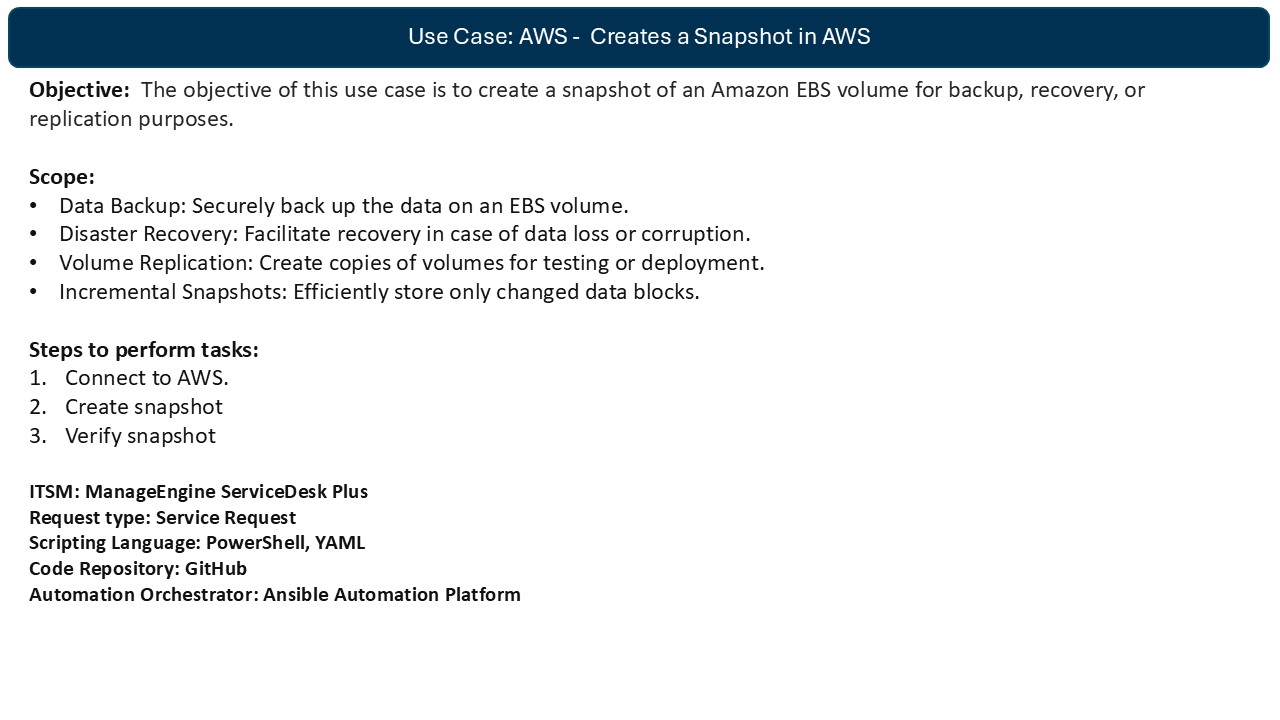 Use Case: AWS -  Creates a Snapshot in AWS
Objective:  The objective of this use case is to create a snapshot of an Amazon EBS volume for backup, recovery, or
replication purposes.
Scope:
• Data Backup: Securely back up the data on an EBS volume.
• Disaster Recovery: Facilitate recovery in case of data loss or corruption.
• Volume Replication: Create copies of volumes for testing or deployment.
• Incremental Snapshots: Efficiently store only changed data blocks.
Steps to perform tasks:
1. Connect to AWS.
2. Create snapshot
3. Verify snapshot
ITSM: ManageEngine ServiceDesk Plus
Request type: Service Request
Scripting Language: PowerShell, YAML
Code Repository: GitHub
Automation Orchestrator: Ansible Automation Platform